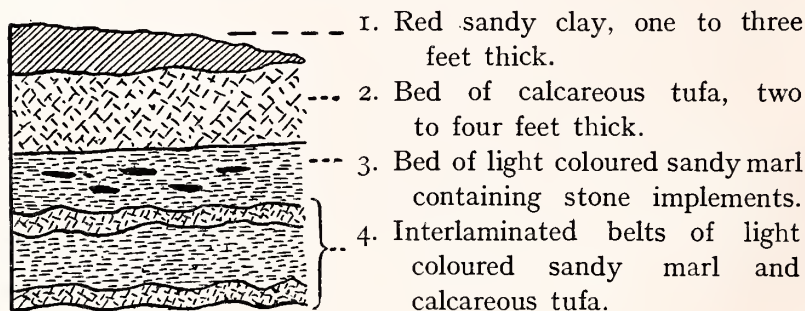 1. Red sandy clay, one to three
feet thick.
2. Bed of calcareous tufa, two
to four feet thick.
3. Bed of light coloured sandy marl
containing stone implements.
4. Interlaminated belts of light
coloured sandy marl and
calcareous tufa.